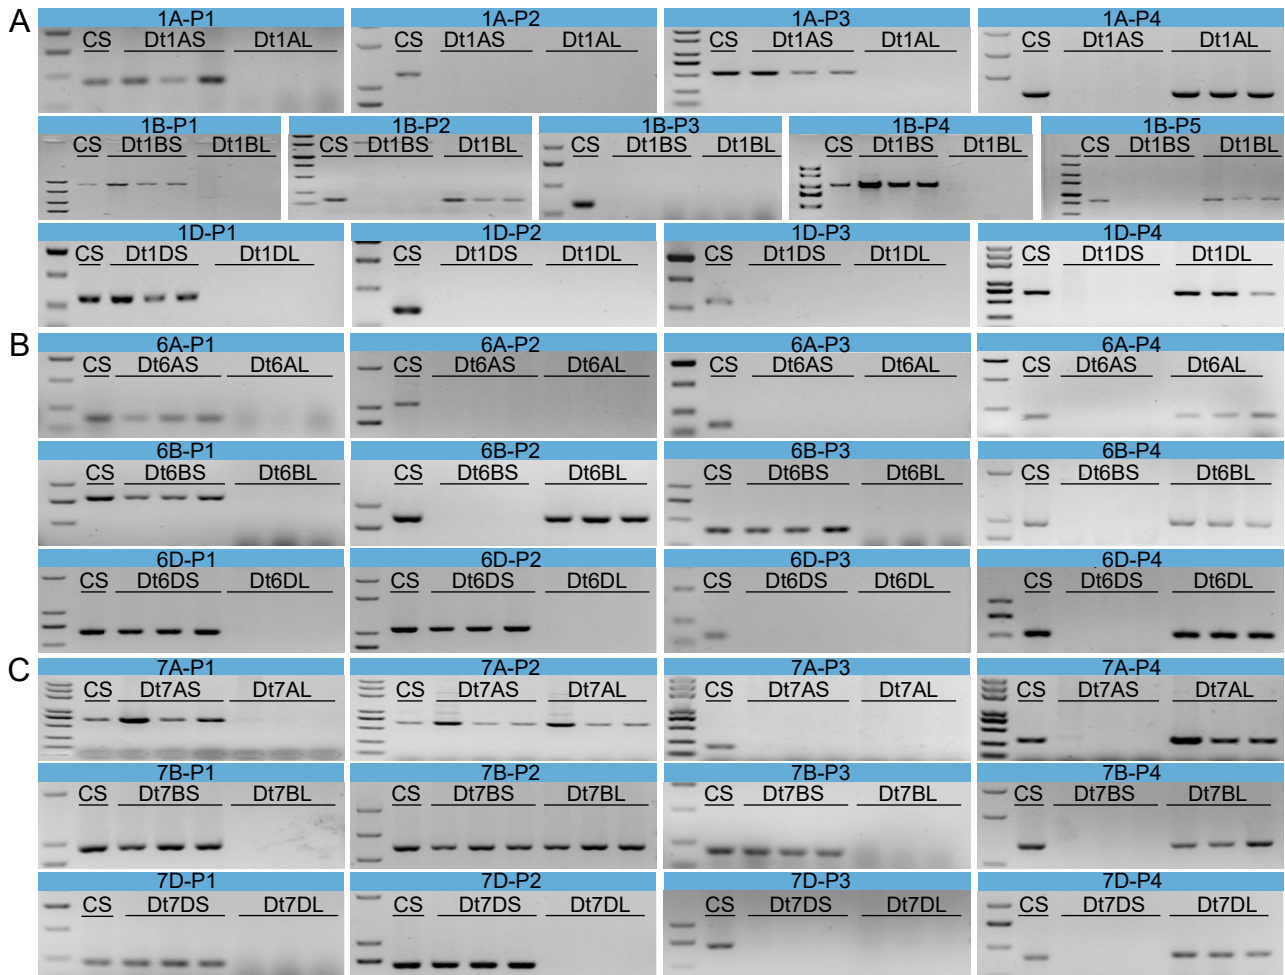 A
1A-P1 1A-P2 1A-P3 1A-P4
CS Dt1AS Dt1AL CS Dt1AS Dt1AL CS Dt1AS Dt1AL CS Dt1AS Dt1AL
1B-P1 1B-P2 1B-P3 1B-P4 1B-P5
CS Dt1BS Dt1BL CS Dt1BS Dt1BL CS Dt1BS Dt1BL CS Dt1BS Dt1BL CS Dt1BS Dt1BL
1D-P1 1D-P2 1D-P3 1D-P4
CS Dt1DS Dt1DL CS Dt1DS Dt1DL CS Dt1DS Dt1DL CS Dt1DS Dt1DL
B
6A-P1 6A-P2 6A-P3 6A-P4
CS Dt6AS Dt6AL CS Dt6AS Dt6AL CS Dt6AS Dt6AL CS Dt6AS Dt6AL
6B-P1 6B-P2 6B-P3 6B-P4
CS Dt6BS Dt6BL CS Dt6BS Dt6BL CS Dt6BS Dt6BL CS Dt6BS Dt6BL
6D-P1 6D-P2 6D-P3 6D-P4
CS Dt6DS Dt6DL CS Dt6DS Dt6DL CS Dt6DS Dt6DL CS Dt6DS Dt6DL
C
7A-P1 7A-P2 7A-P3 7A-P4
CS Dt7AS Dt7AL CS Dt7AS Dt7AL CS Dt7AS Dt7AL CS Dt7AS Dt7AL
7B-P1 7B-P2 7B-P3 7B-P4
CS Dt7BS Dt7BL CS Dt7BS Dt7BL CS Dt7BS Dt7BL CS Dt7BS Dt7BL
7D-P1 7D-P2 7D-P3 7D-P4
CS Dt7DS Dt7DL CS Dt7DS Dt7DL CS Dt7DS Dt7DL CS Dt7DS Dt7DL